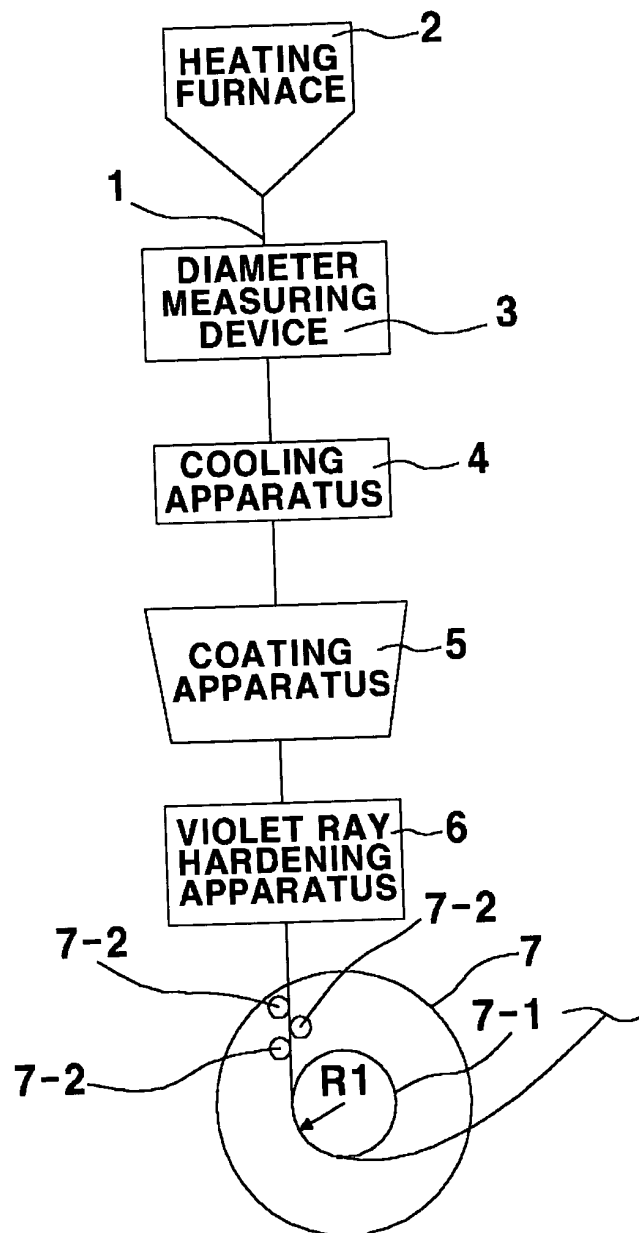 2
HEATING
FURNACE
1
DIAMETER
MEASURING
DEVICE
3
COOLING
APPARATUS
4
COATING
APPARATUS
5
VIOLET RAY
HARDENING
APPARATUS
6
7-2
7-2
7
7-1
7-2
R1